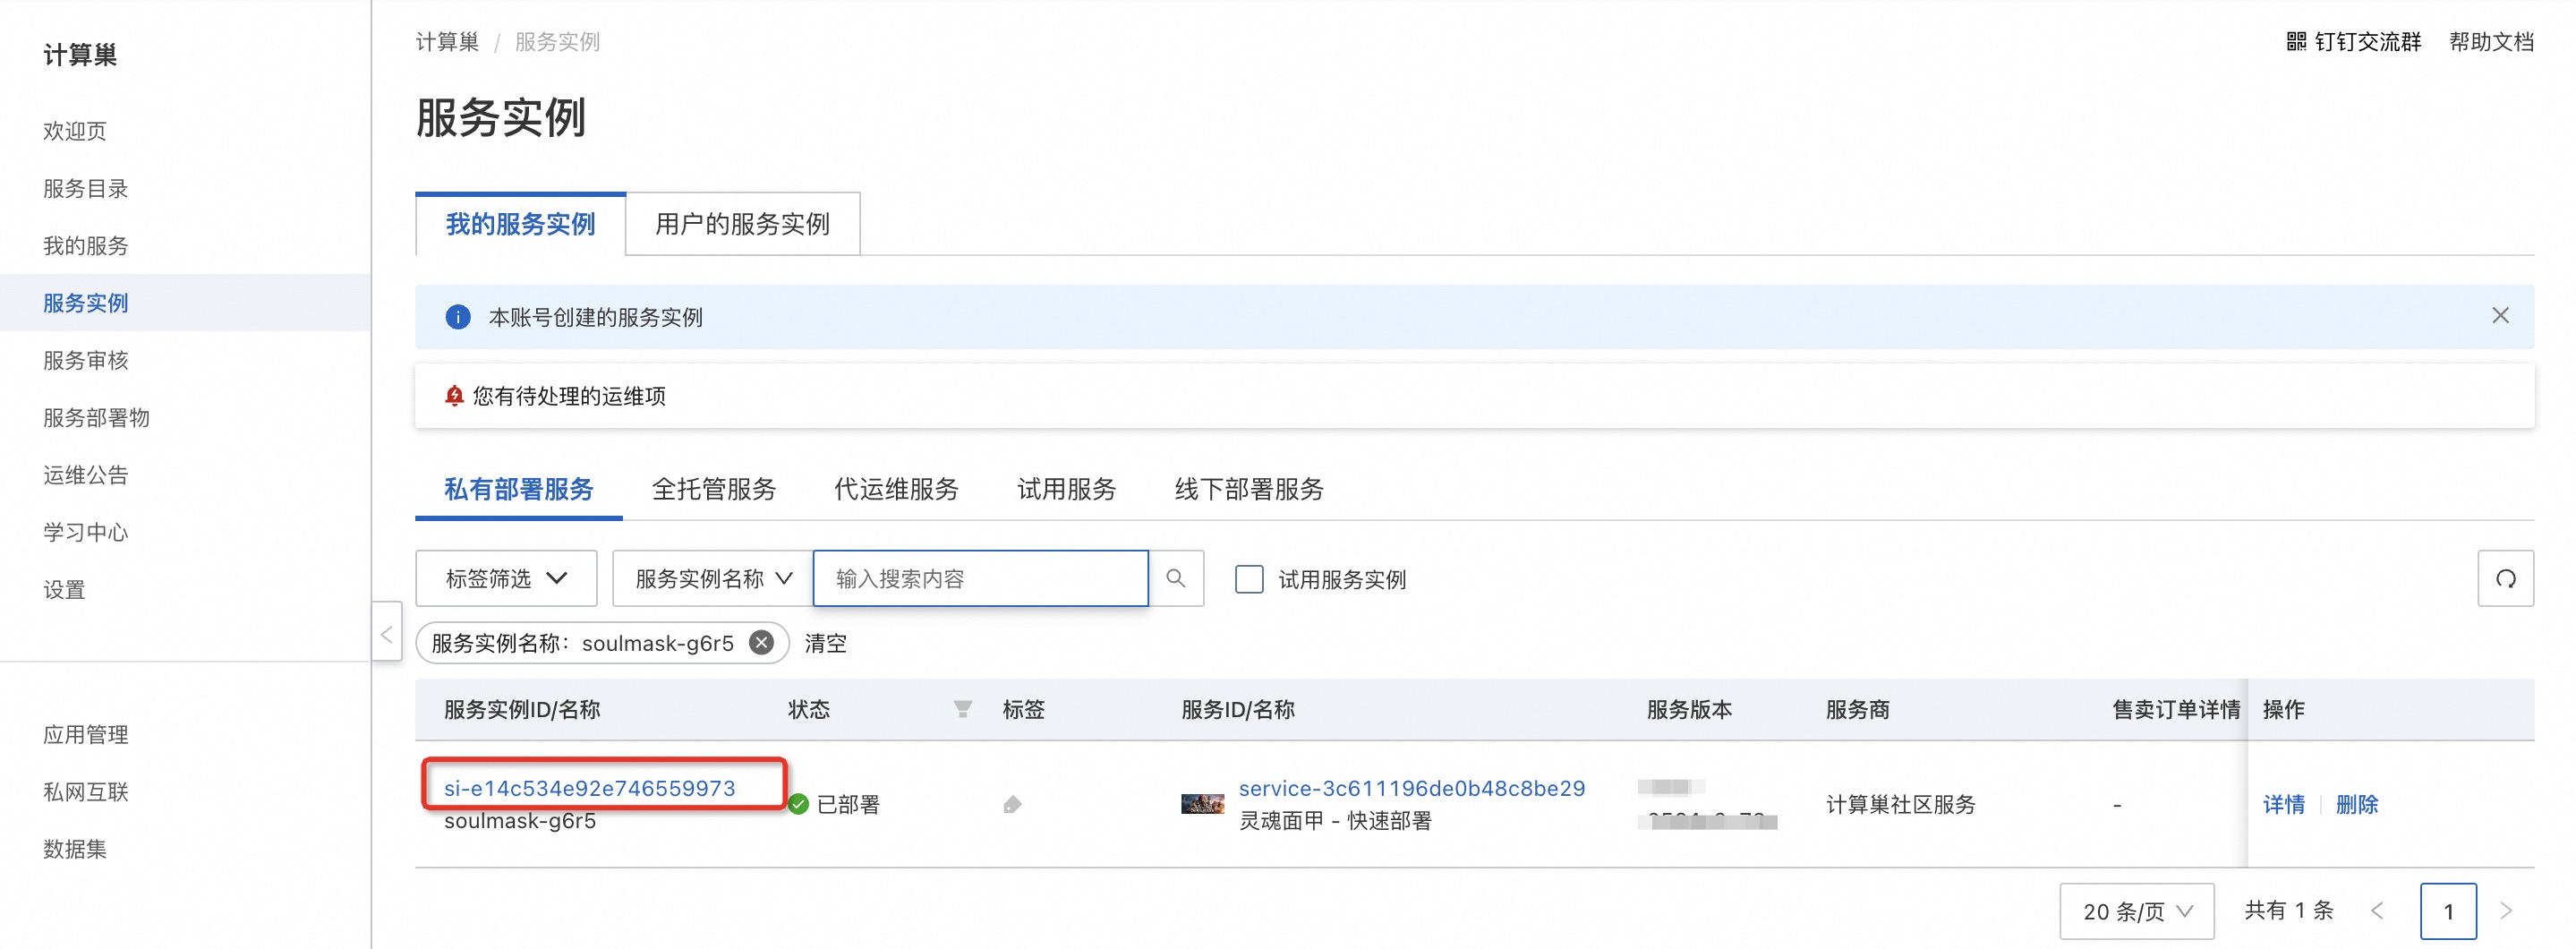 计算巢
欢迎页
服务目录
我的服务
服务实例
服务审核
服务部署物
运维公告
学习中心
设置
应用管理
私网互联
数据集
计算巢 / 服务实例
钉钉交流群 帮助文档
服务实例
我的服务实例 用户的服务实例
本账号创建的服务实例
您有待处理的运维项
私有部署服务 全托管服务 代运维服务 试用服务 线下部署服务
标签筛选 服务实例名称 输入搜索内容 试用服务实例
服务实例名称: soulmask-g6r5 清空
服务实例ID/名称 状态 标签 服务ID/名称 服务版本 服务商 售卖订单详情 操作
si-e14c534e92e746559973 已部署 service-3c611196de0b48c8be29 计算巢社区服务 - 详情 删除
soulmask-g6r5 灵魂面甲 - 快速部署
20 条/页 共有 1 条 1